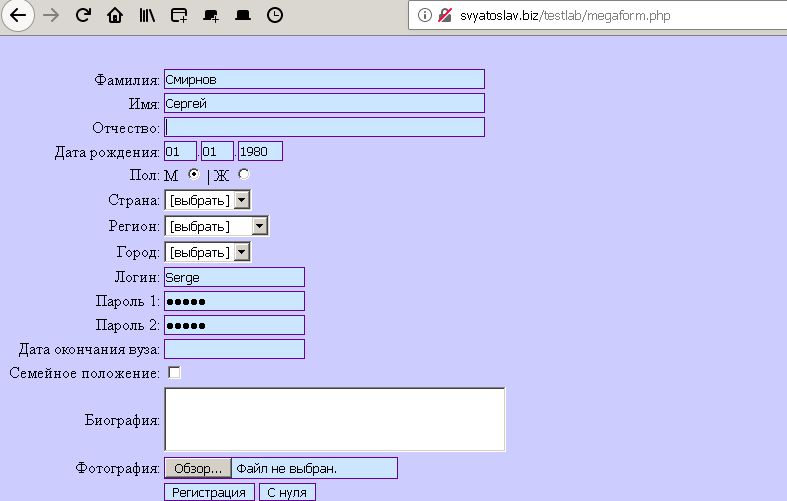 svyatoslav.biz/testlab/megaform.php
Фамилия: Смирнов
Имя: Сергей
Отчество:
Дата рождения: 01.01.1980
Пол: М | Ж
Страна: [выбрать]
Регион: [выбрать]
Город: [выбрать]
Логин: Serge
Пароль 1: ●●●●●
Пароль 2: ●●●●●
Дата окончания вуза:
Семейное положение:
Биография:
Фотография: Обзор... Файл не выбран.
Регистрация С нуля